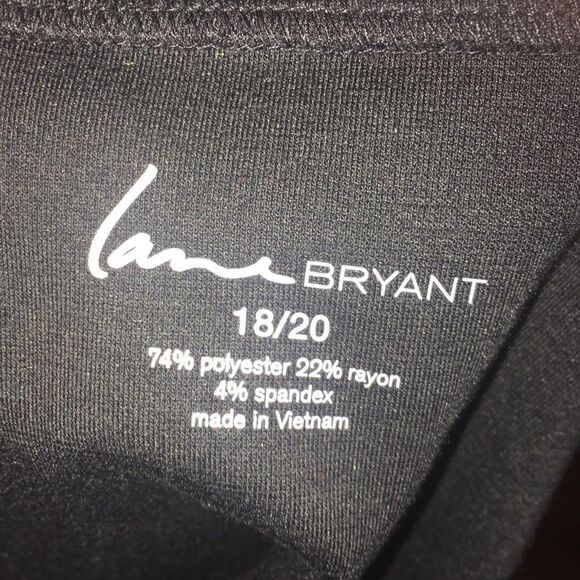 lane BRYANT
18/20
74% polyester 22% rayon
4% spandex
made in Vietnam